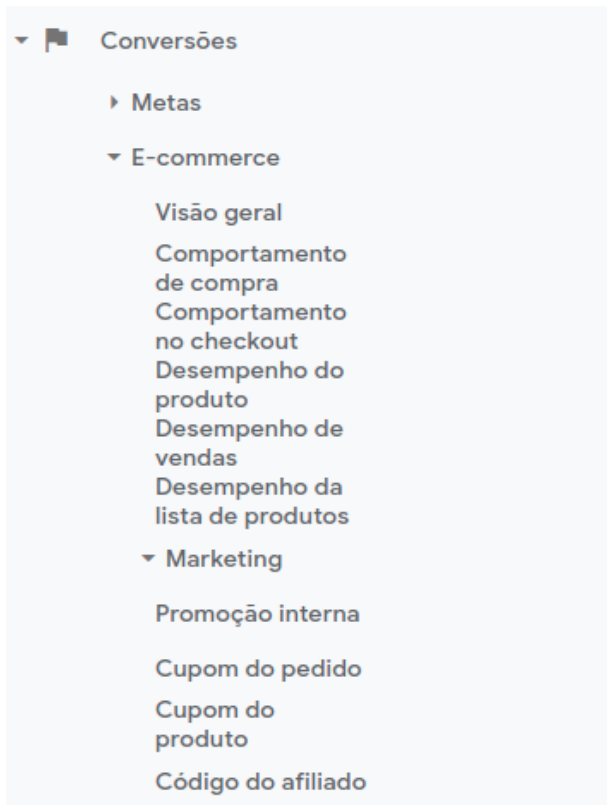 Conversões
Metas
E-commerce
Visão geral
Comportamento
de compra
Comportamento
no checkout
Desempenho do
produto
Desempenho de
vendas
Desempenho da
lista de produtos
Marketing
Promoção interna
Cupom do pedido
Cupom do
produto
Código do afiliado